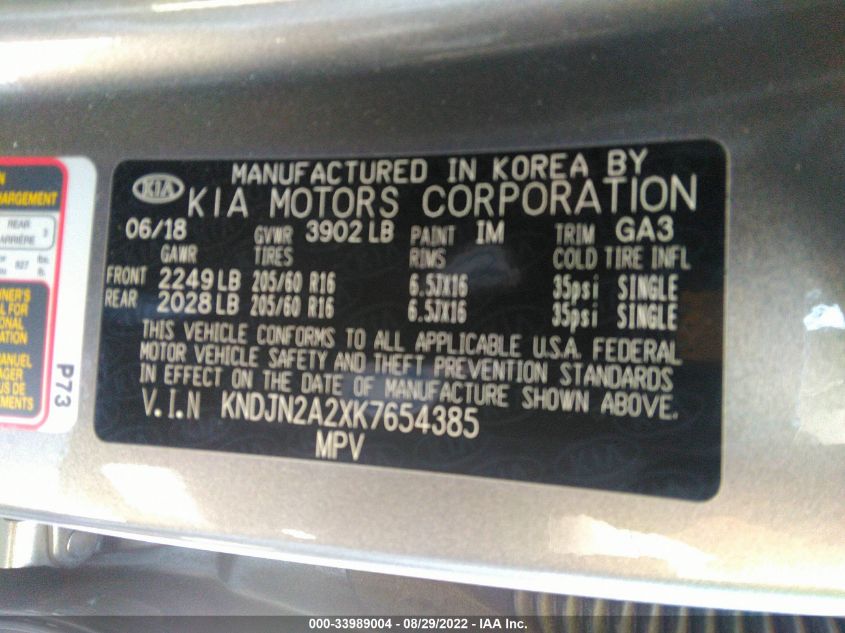 MANUFACTURED IN KOREA BY
KIA KIA MOTORS CORPORATION
06/18 GVWR 3902 LB PAINT IM TRIM GA3
GAWR TIRES RIMS COLD TIRE INFL
FRONT 2249 LB 205/60 R16 6.5JX16 35psi SINGLE
REAR 2028 LB 205/60 R16 6.5JX16 35psi SINGLE
THIS VEHICLE CONFORMS TO ALL APPLICABLE U.S.A. FEDERAL
MOTOR VEHICLE SAFETY AND THEFT PREVENTION STANDARDS
IN EFFECT ON THE DATE OF MANUFACTURE SHOWN ABOVE.
V.I.N KNDJN2A2XK7654385
MPV
REAR
P73
000-33989004 - 08/29/2022 - IAA Inc.